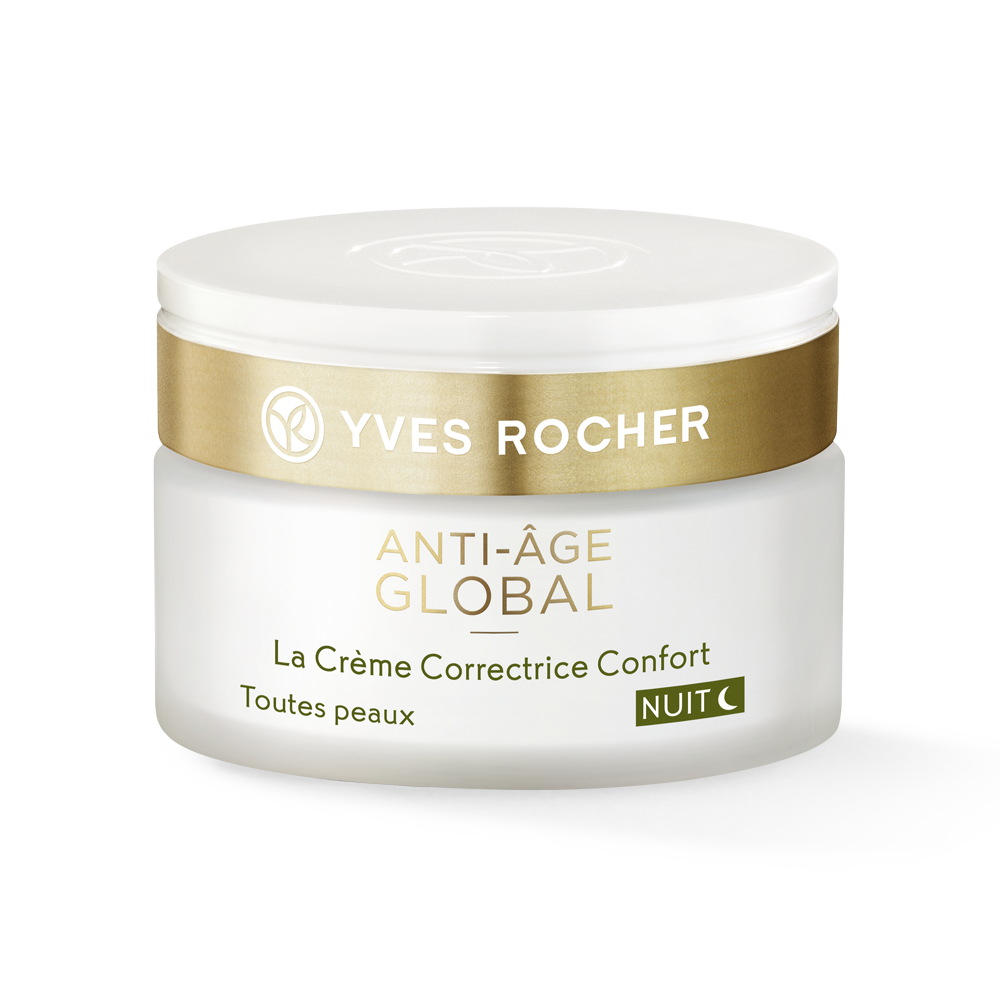 YVES ROCHER
ANTI-ÂGE
GLOBAL
La Crème Correctrice Confort
Toutes peaux
NUIT